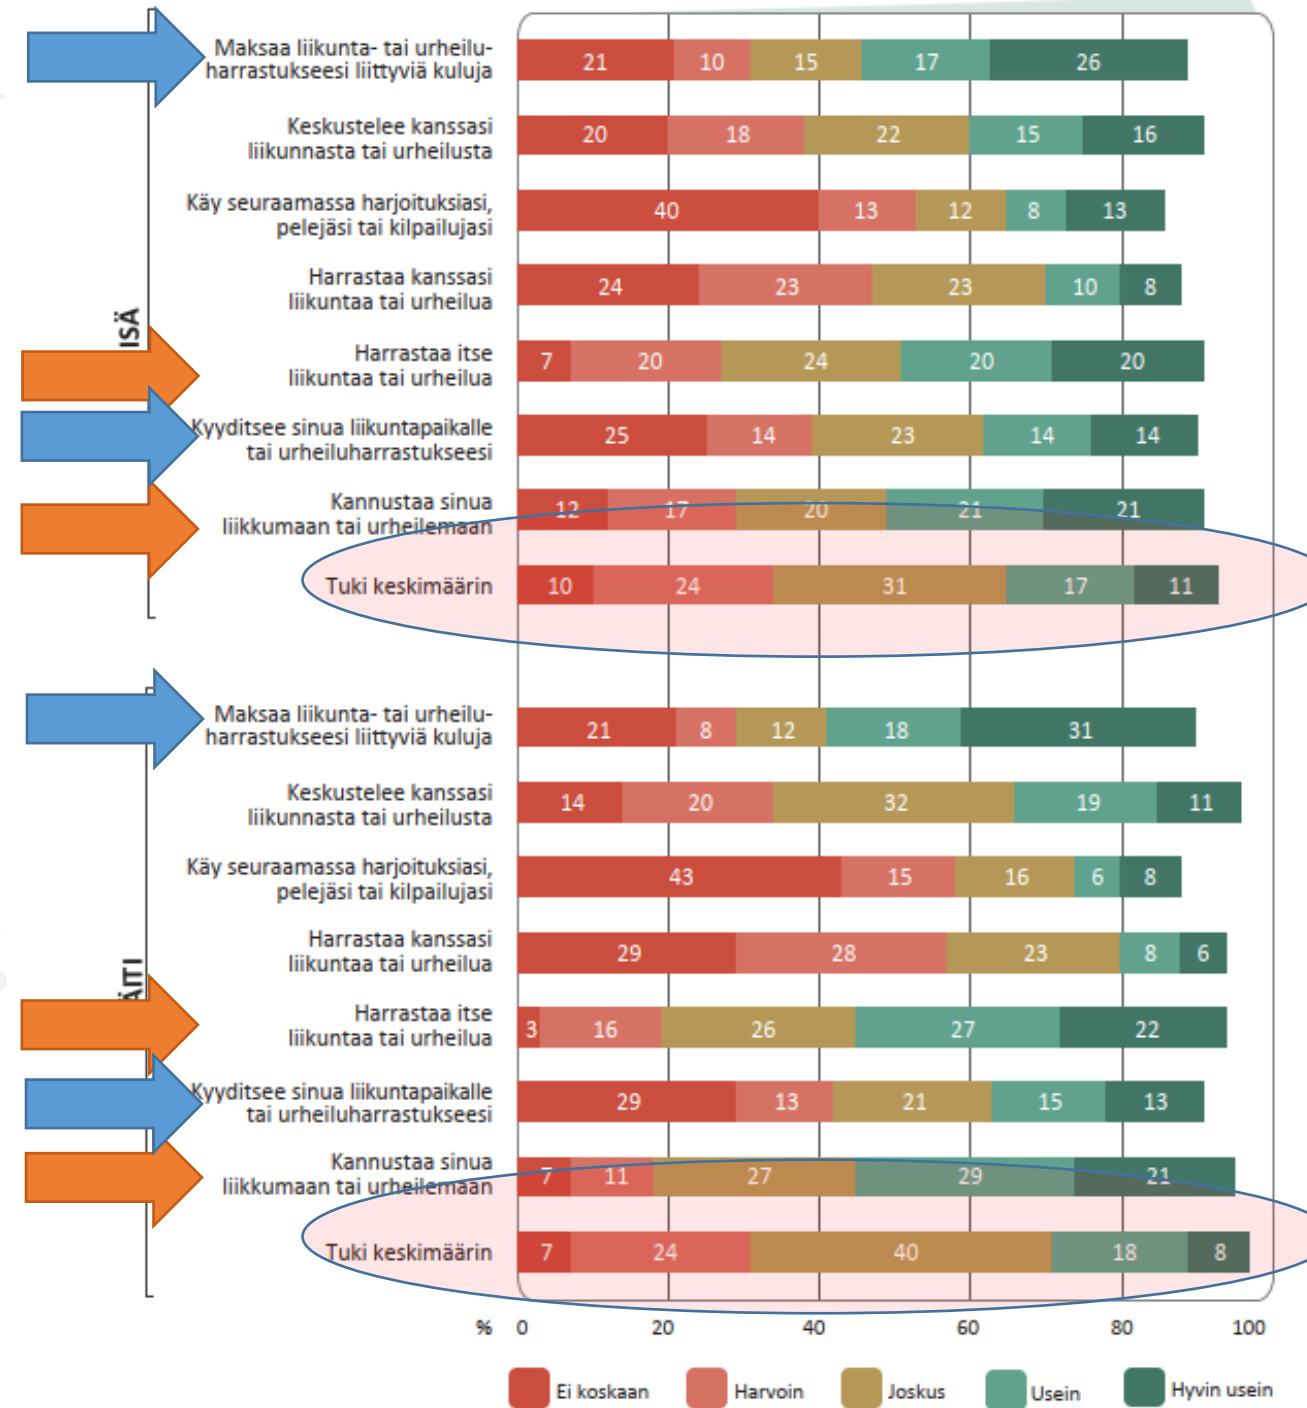 ISÄ
Maksaa liikunta- tai urheilu-
harrastukseesi liittyviä kuluja
21 10 15 17 26
Keskustelee kanssasi
liikunnasta tai urheilusta
20 18 22 15 16
Käy seuraamassa harjoituksiasi,
pelejäsi tai kilpailujasi
40 13 12 8 13
Harrastaa kanssasi
liikuntaa tai urheilua
24 23 23 10 8
Harrastaa itse
liikuntaa tai urheilua
7 20 24 20 20
Kyyditsee sinua liikuntapaikalle
tai urheiluharrastukseesi
25 14 23 14 14
Kannustaa sinua
liikkumaan tai urheilemaan
12 17 20 21 21
Tuki keskimäärin
10 24 31 17 11
ÄITI
Maksaa liikunta- tai urheilu-
harrastukseesi liittyviä kuluja
21 8 12 18 31
Keskustelee kanssasi
liikunnasta tai urheilusta
14 20 32 19 11
Käy seuraamassa harjoituksiasi,
pelejäsi tai kilpailujasi
43 15 16 6 8
Harrastaa kanssasi
liikuntaa tai urheilua
29 28 23 8 6
Harrastaa itse
liikuntaa tai urheilua
3 16 26 27 22
Kyyditsee sinua liikuntapaikalle
tai urheiluharrastukseesi
29 13 21 15 13
Kannustaa sinua
liikkumaan tai urheilemaan
7 11 27 29 21
Tuki keskimäärin
7 24 40 18 8
% 0 20 40 60 80 100
Ei koskaan Harvoin Joskus Usein Hyvin usein